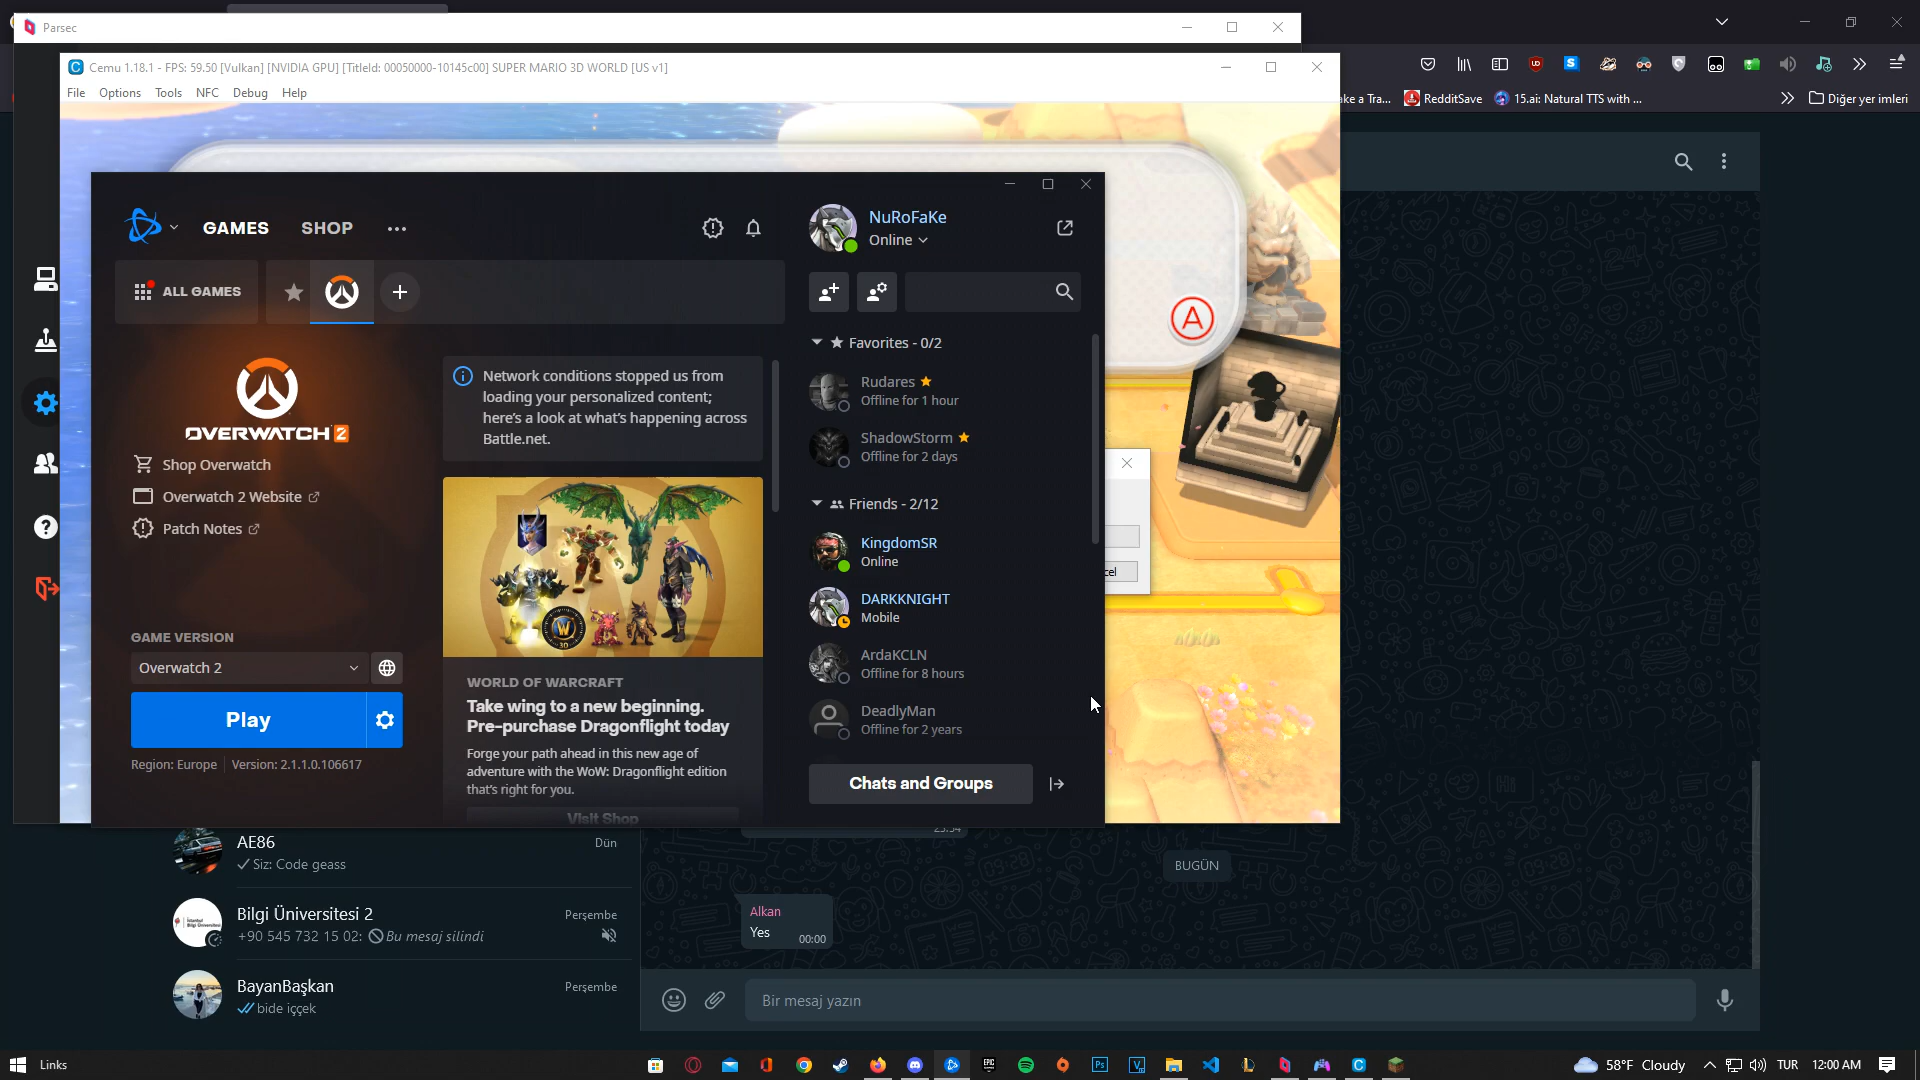 Parsec
Cemu 1.18.1 - FPS: 59.50 [Vulkan] [NVIDIA GPU] [TitleId: 00050000-10145c00] SUPER MARIO 3D WORLD [US v1]
File Options Tools NFC Debug Help
ake a Tra... RedditSave 15.ai: Natural TTS with ... Diğer yer imleri
GAMES SHOP
NuRoFaKe
Online
ALL GAMES
A
OVERWATCH 2
Shop Overwatch
Overwatch 2 Website
Patch Notes
GAME VERSION
Overwatch 2
Play
Region: Europe Version: 2.1.1.0.106617
Network conditions stopped us from
loading your personalized content;
here's a look at what's happening across
Battle.net.
WORLD OF WARCRAFT
Take wing to a new beginning.
Pre-purchase Dragonflight today
Forge your path ahead in this new age of
adventure with the WoW: Dragonflight edition
that's right for you.
Visit Shop
Favorites - 0/2
Rudares
Offline for 1 hour
ShadowStorm
Offline for 2 days
Friends - 2/12
KingdomSR
Online
DARKKNIGHT
Mobile
ArdaKCLN
Offline for 8 hours
DeadlyMan
Offline for 2 years
Chats and Groups
cel
AE86 Dün
Siz: Code geass
Bilgi Üniversitesi 2 Perşembe
+90 545 732 15 02: Bu mesaj silindi
BayanBaşkan Perşembe
bide içcek
23:54
BUGÜN
Alkan
Yes 00:00
Bir mesaj yazın
Links
58°F Cloudy TUR 12:00 AM